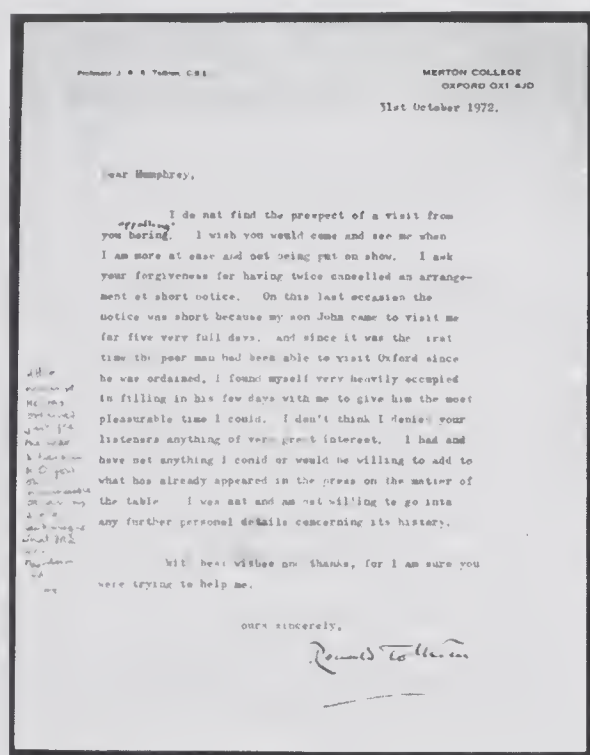 Professor J. R. R. Tolkien, C.B.E.
MERTON COLLEGE
OXFORD OX1 4JD
31st October 1972.
Dear Humphrey,
I do not find the prospect of a visit from
appalling
you boring. I wish you would come and see me when
I am more at ease and not being put on show. I ask
your forgiveness for having twice cancelled an arrange-
ment at short notice. On this last occasion the
notice was short because my son John came to visit me
for five very full days, and since it was the first
time the poor man had been able to visit Oxford since
he was ordained, I found myself very heavily occupied
in filling in his few days with me to give him the most
pleasurable time I could. I don't think I denied your
listeners anything of very great interest. I had and
have not anything I could or would be willing to add to
what has already appeared in the press on the matter of
the table I was not and am not willing to go into
any further personal details concerning its history.
With best wishes and thanks, for I am sure you
were trying to help me.
ours sincerely,
Ronald Tolkien